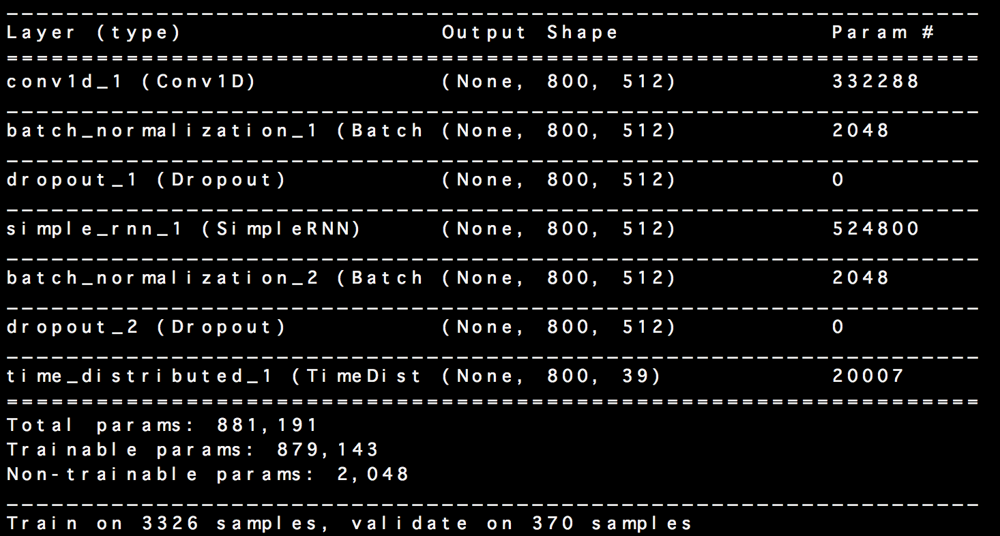 _________________________________________________________________
Layer (type)                 Output Shape              Param #
=================================================================
conv1d_1 (Conv1D)            (None, 800, 512)          332288
_________________________________________________________________
batch_normalization_1 (Batch (None, 800, 512)          2048
_________________________________________________________________
dropout_1 (Dropout)          (None, 800, 512)          0
_________________________________________________________________
simple_rnn_1 (SimpleRNN)     (None, 800, 512)          524800
_________________________________________________________________
batch_normalization_2 (Batch (None, 800, 512)          2048
_________________________________________________________________
dropout_2 (Dropout)          (None, 800, 512)          0
_________________________________________________________________
time_distributed_1 (TimeDist (None, 800, 39)           20007
=================================================================
Total params: 881,191
Trainable params: 879,143
Non-trainable params: 2,048
_________________________________________________________________
Train on 3326 samples, validate on 370 samples